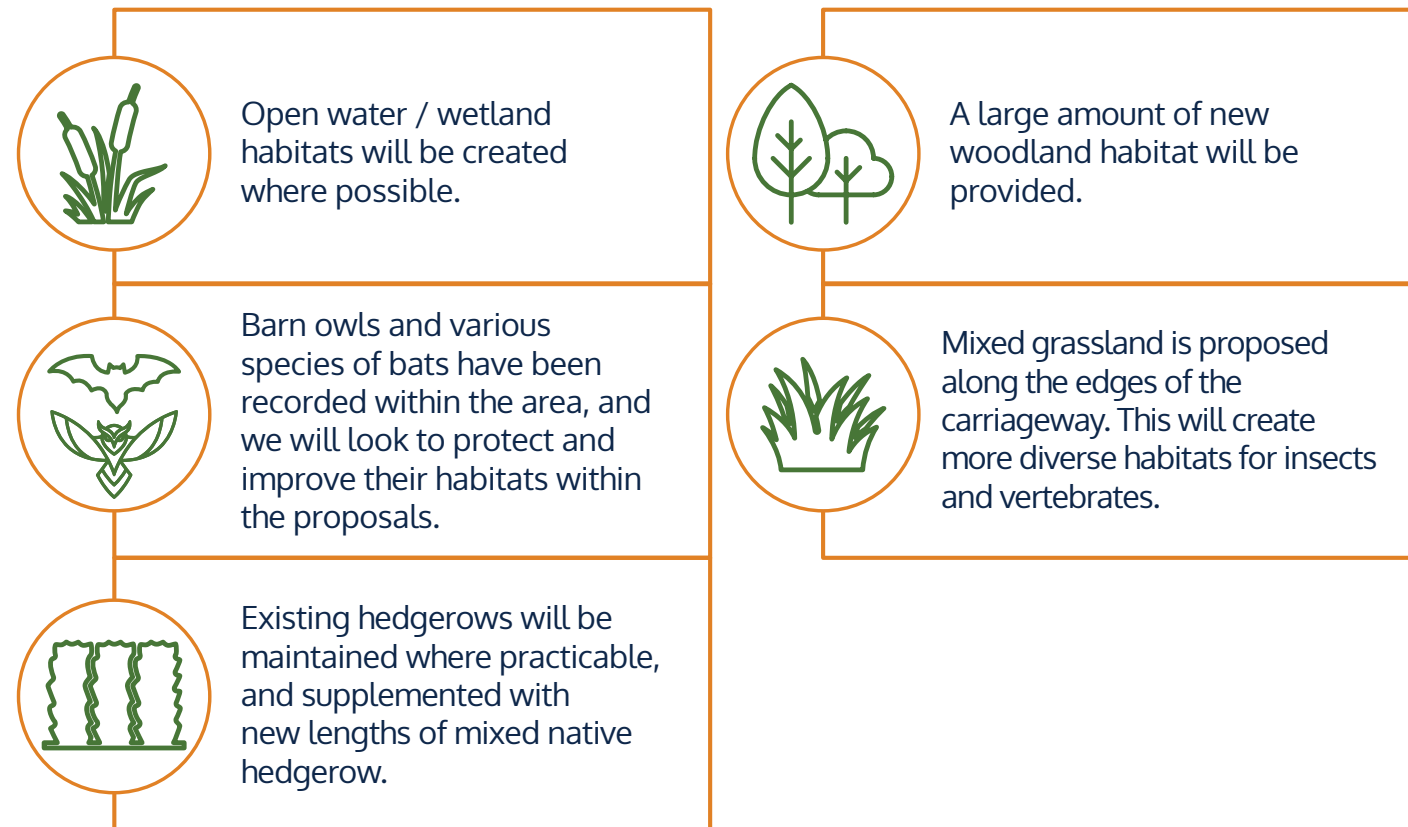 Open water / wetland
habitats will be created
where possible.
Barn owls and various
species of bats have been
recorded within the area, and
we will look to protect and
improve their habitats within
the proposals.
Existing hedgerows will be
maintained where practicable,
and supplemented with
new lengths of mixed native
hedgerow.
A large amount of new
woodland habitat will be
provided.
Mixed grassland is proposed
along the edges of the
carriageway. This will create
more diverse habitats for insects
and vertebrates.